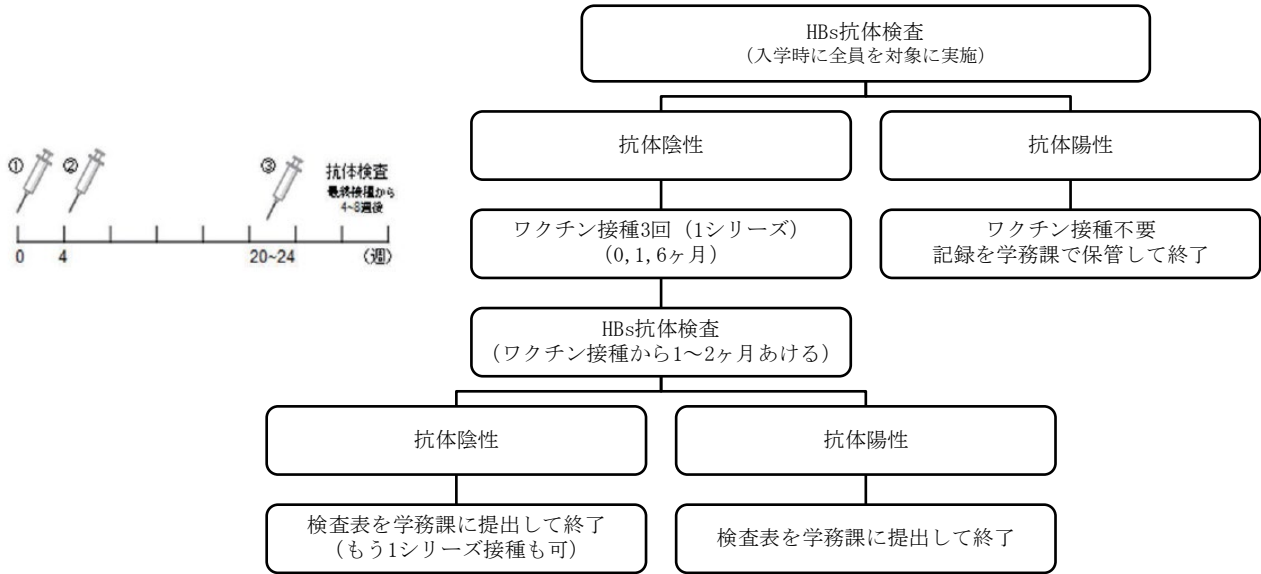 HBs抗体検査
（入学時に全員を対象に実施）
抗体陰性
抗体陽性
①
②
③
抗体検査
最終接種から
4~8週後
0
4
20~24
(週)
ワクチン接種3回（1シリーズ）
（0,1,6ヶ月）
ワクチン接種不要
記録を学務課で保管して終了
HBs抗体検査
（ワクチン接種から1～2ヶ月あける）
抗体陰性
抗体陽性
検査表を学務課に提出して終了
（もう1シリーズ接種も可）
検査表を学務課に提出して終了